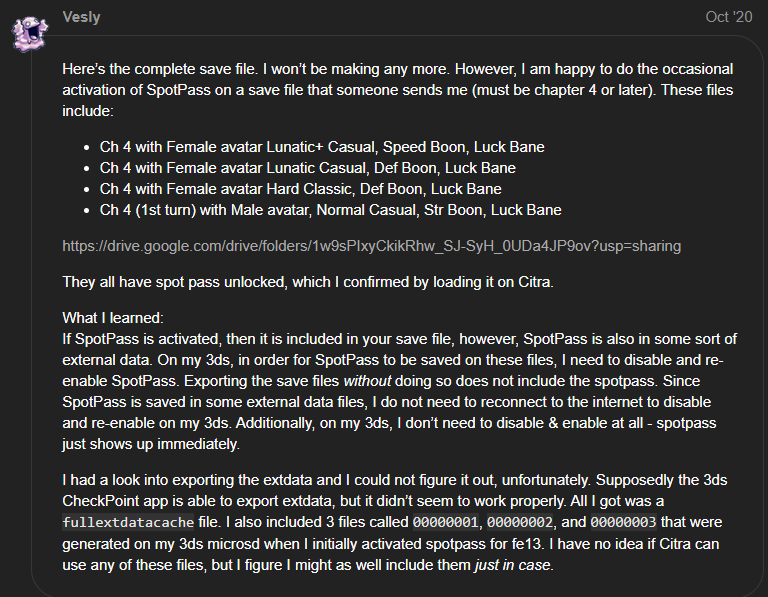 Vesly
Oct '20
Here's the complete save file. I won't be making any more. However, I am happy to do the occasional
activation of SpotPass on a save file that someone sends me (must be chapter 4 or later). These files
include:
• Ch 4 with Female avatar Lunatic+ Casual, Speed Boon, Luck Bane
• Ch 4 with Female avatar Lunatic Casual, Def Boon, Luck Bane
• Ch 4 with Female avatar Hard Classic, Def Boon, Luck Bane
• Ch 4 (1st turn) with Male avatar, Normal Casual, Str Boon, Luck Bane
https://drive.google.com/drive/folders/1w9sPlxyCkikRhw_SJ-SyH_0UDa4JP9ov?usp=sharing
They all have spot pass unlocked, which I confirmed by loading it on Citra.
What I learned:
If SpotPass is activated, then it is included in your save file, however, SpotPass is also in some sort of
external data. On my 3ds, in order for SpotPass to be saved on these files, I need to disable and re-
enable SpotPass. Exporting the save files without doing so does not include the spotpass. Since
SpotPass is saved in some external data files, I do not need to reconnect to the internet to disable
and re-enable on my 3ds. Additionally, on my 3ds, I don't need to disable & enable at all - spotpass
just shows up immediately.
I had a look into exporting the extdata and I could not figure it out, unfortunately. Supposedly the 3ds
CheckPoint app is able to export extdata, but it didn't seem to work properly. All I got was a
fullextdatacache file. I also included 3 files called 00000001, 00000002, and 00000003 that were
generated on my 3ds microsd when I initially activated spotpass for fe13. I have no idea if Citra can
use any of these files, but I figure I might as well include them just in case.